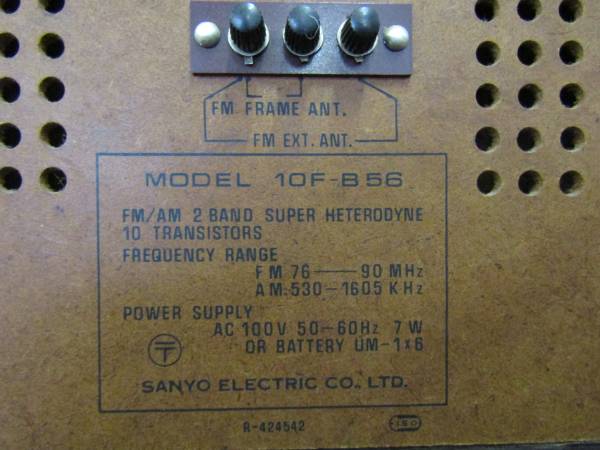 FM FRAME ANT.
FM EXT. ANT.
MODEL 10F-B56
FM/AM 2 BAND SUPER HETERODYNE
10 TRANSISTORS
FREQUENCY RANGE
FM 76—90 MHz
AM:530-1605 KHz
POWER SUPPLY
AC 100V 50-60Hz 7W
〒
OR BATTERY UM-1×6
SANYO ELECTRIC CO., LTD.
R-424542
ISO